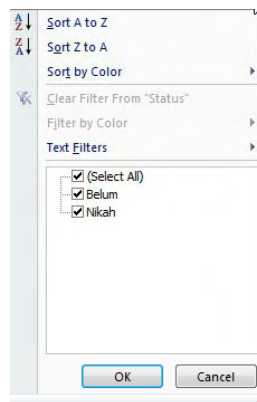 Sort A to Z
Sort Z to A
Sort by Color
Clear Filter From "Status"
Filter by Color
Text Filters
(Select All)
Belum
Nikah
OK
Cancel